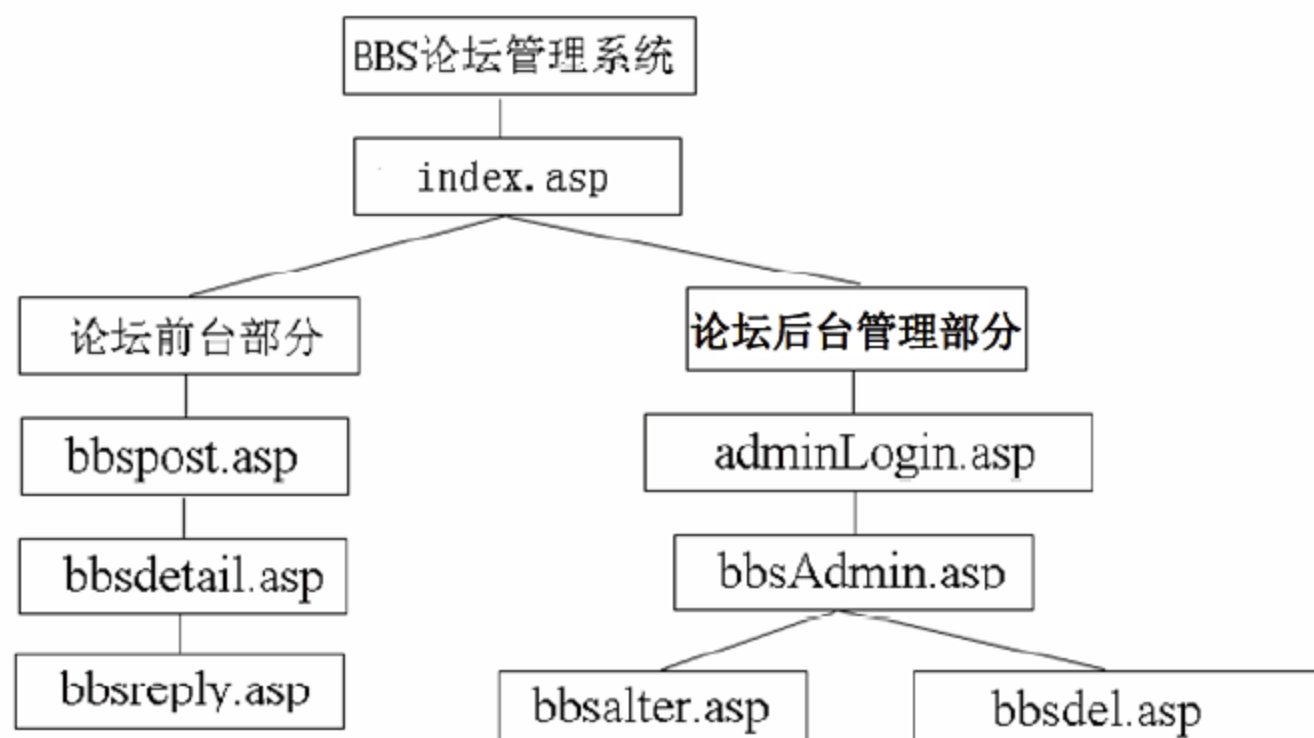 BBS论坛管理系统
index.asp
论坛前台部分
论坛后台管理部分
bbspost.asp
adminLogin.asp
bbsdetail.asp
bbsAdmin.asp
bbsreply.asp
bbsalter.asp
bbsdel.asp